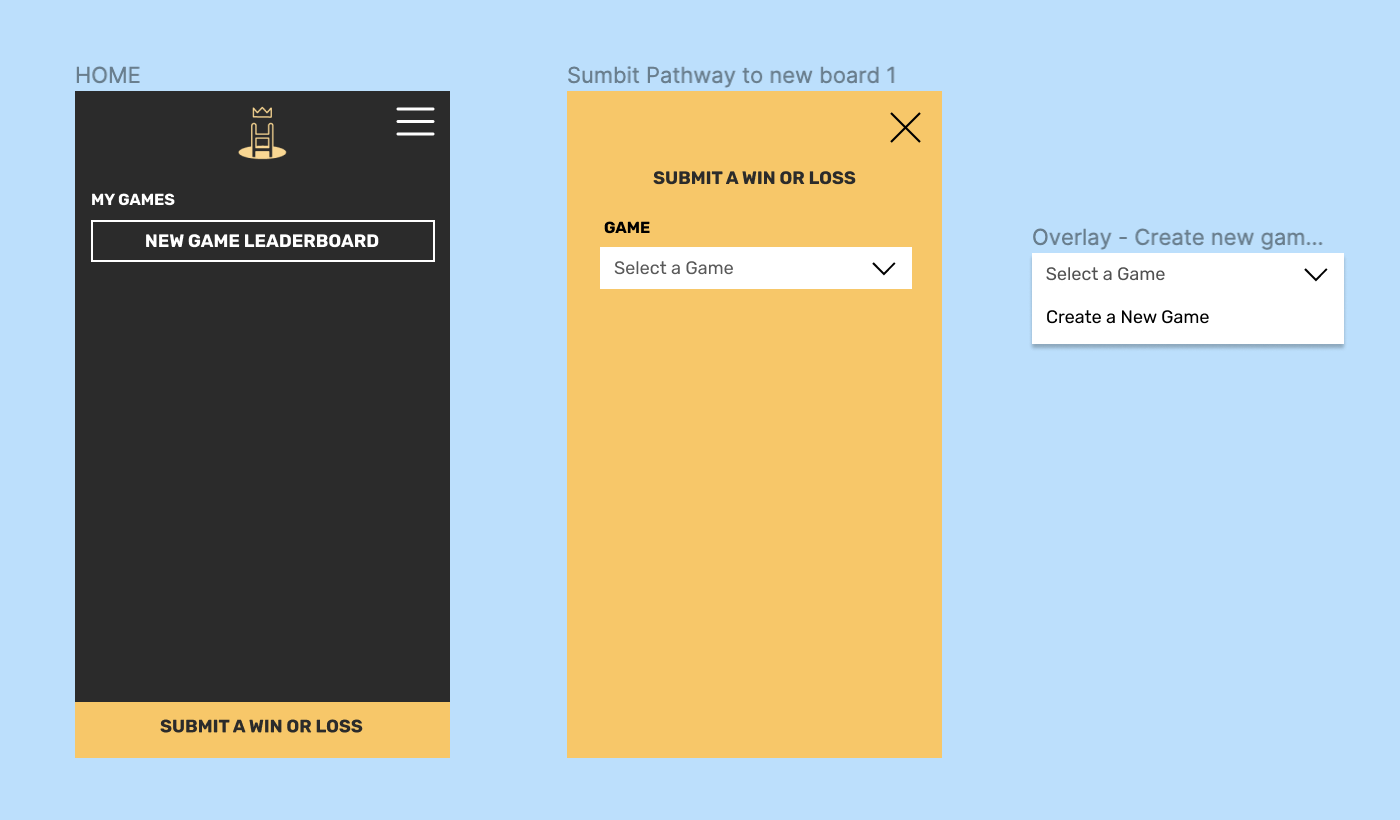 HOME
MY GAMES
NEW GAME LEADERBOARD
SUBMIT A WIN OR LOSS
Sumbit Pathway to new board 1
SUBMIT A WIN OR LOSS
GAME
Select a Game
Overlay - Create new gam...
Select a Game
Create a New Game